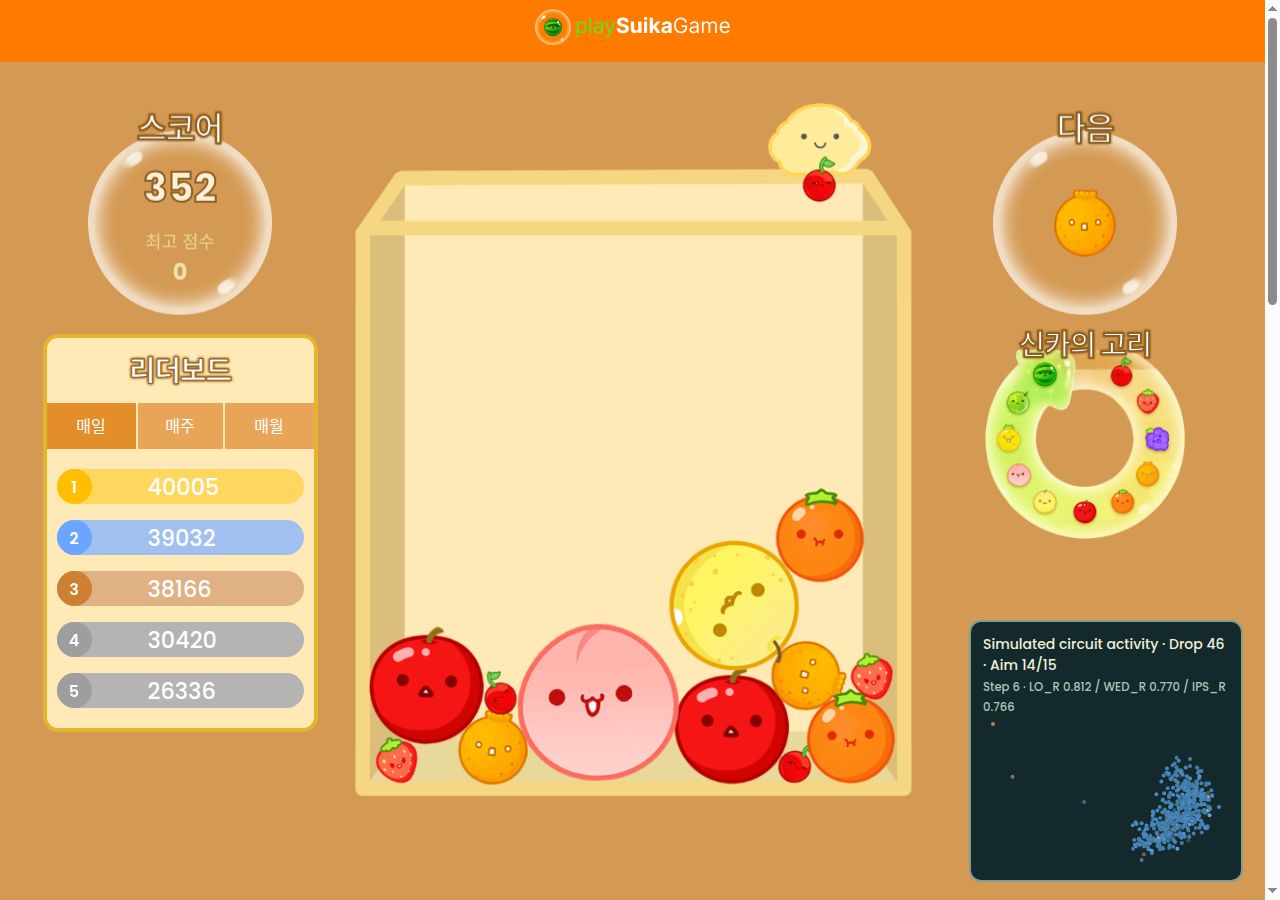 playSuikaGame
스코어
352
최고 점수
0
리더보드
매일
매주
매월
1 40005
2 39032
3 38166
4 30420
5 26336
다음
신카의 고리
Simulated circuit activity · Drop 46
· Aim 14/15
Step 6 · LO_R 0.812 / WED_R 0.770 / IPS_R
0.766